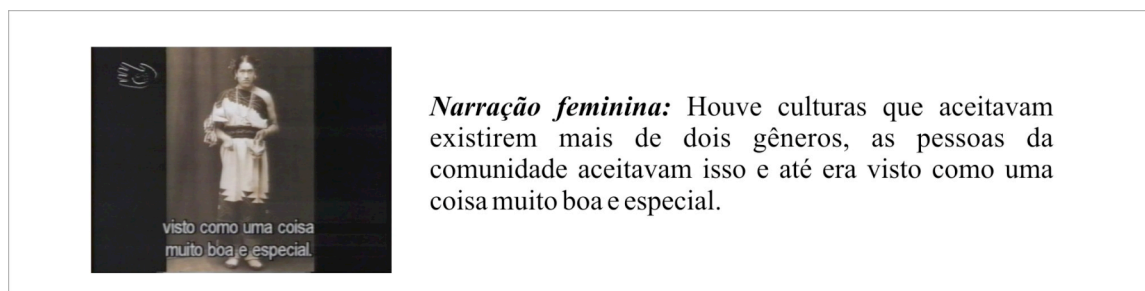 visto como uma coisa
muito boa e especial.
Narração feminina: Houve culturas que aceitavam
existirem mais de dois gêneros, as pessoas da
comunidade aceitavam isso e até era visto como uma
coisa muito boa e especial.